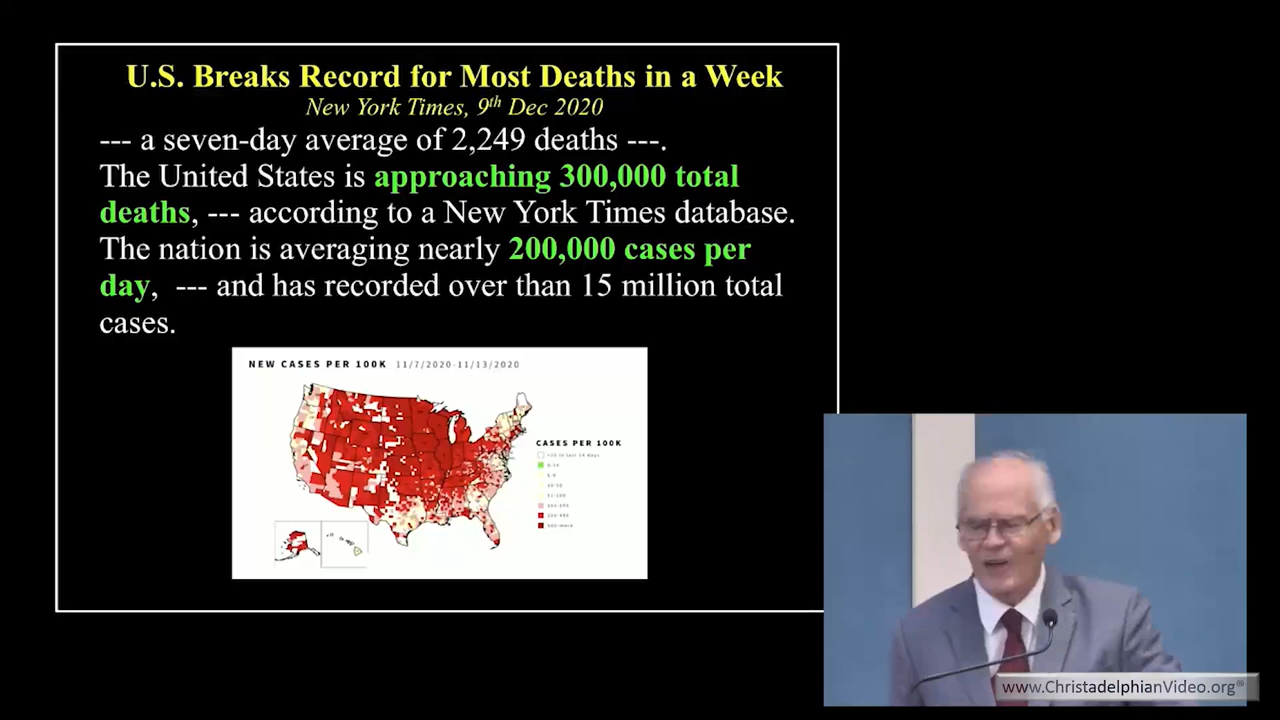 U.S. Breaks Record for Most Deaths in a Week
New York Times, 9th Dec 2020
--- a seven-day average of 2,249 deaths ---.
The United States is approaching 300,000 total
deaths, --- according to a New York Times database.
The nation is averaging nearly 200,000 cases per
day, --- and has recorded over than 15 million total
cases.
NEW CASES PER 100K 11/7/2020-11/13/2020
CASES PER 100K
www.ChristadelphianVideo.org®